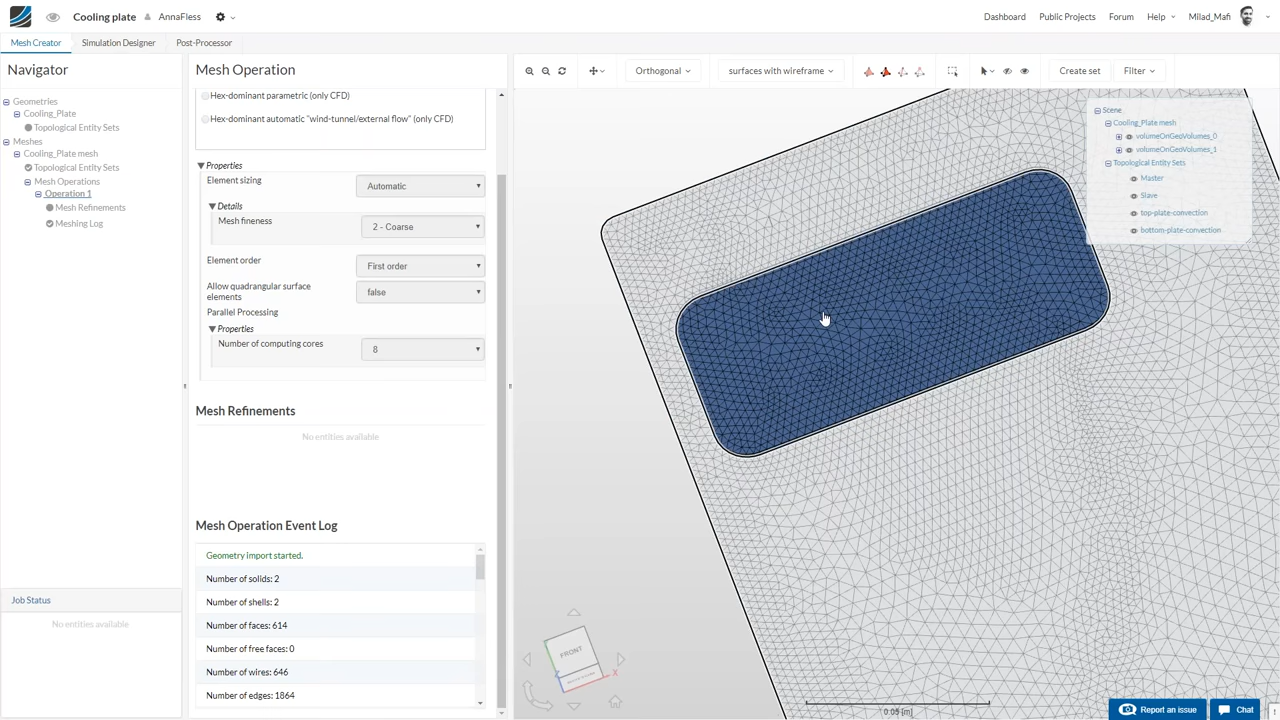 Cooling plate AnnaFless Dashboard Public Projects Forum Help Milad_Mafi
Mesh Creator Simulation Designer Post-Processor
Navigator
Geometries
Cooling_Plate
Topological Entity Sets
Meshes
Cooling_Plate mesh
Topological Entity Sets
Mesh Operations
Operation 1
Mesh Refinements
Meshing Log
Job Status
No entities available
Mesh Operation
Hex-dominant parametric (only CFD)
Hex-dominant automatic "wind-tunnel/external flow" (only CFD)
Properties
Element sizing Automatic
Details
Mesh fineness 2 - Coarse
Element order First order
Allow quadrangular surface
elements false
Parallel Processing
Properties
Number of computing cores 8
Mesh Refinements
No entities available
Mesh Operation Event Log
Geometry import started.
Number of solids: 2
Number of shells: 2
Number of faces: 614
Number of free faces: 0
Number of wires: 646
Number of edges: 1864
Orthogonal surfaces with wireframe Create set Filter
Scene
Cooling_Plate mesh
volumeOnGeoVolumes_0
volumeOnGeoVolumes_1
Topological Entity Sets
Master
Slave
top-plate-convection
bottom-plate-convection
FRONT
X
0.05 [m]
Report an issue Chat